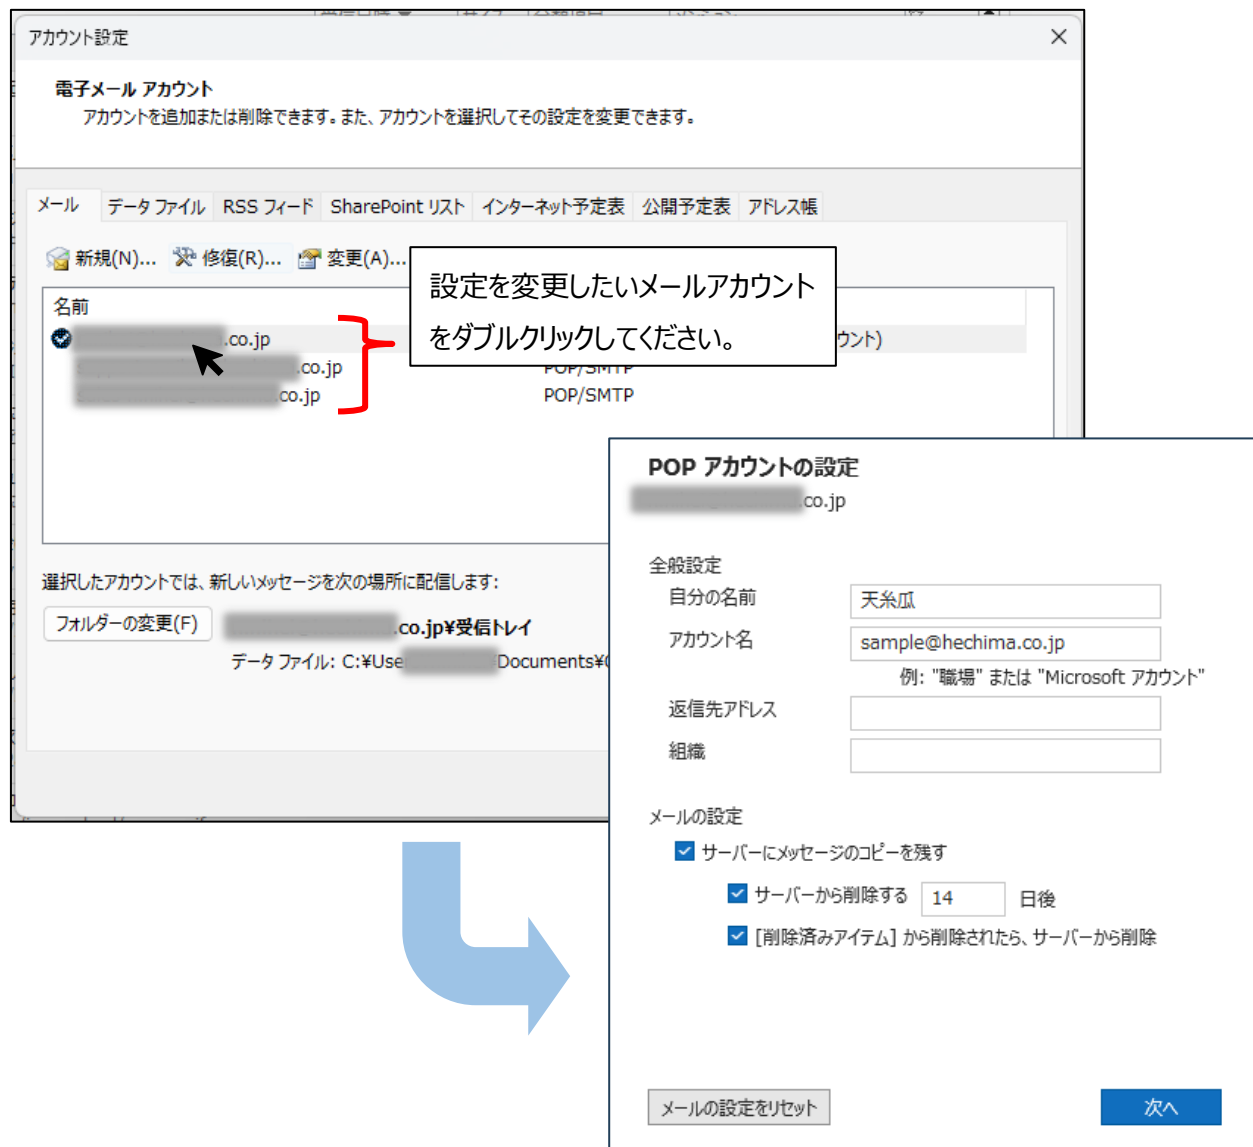 アカウント設定
電子メール アカウント
アカウントを追加または削除できます。また、アカウントを選択してその設定を変更できます。
メール データ ファイル RSS フィード SharePoint リスト インターネット予定表 公開予定表 アドレス帳
新規(N)... 修復(R)... 変更(A)...
設定を変更したいメールアカウント
をダブルクリックしてください。
名前
.co.jp ウント)
.co.jp POP/SMTP
co.jp POP/SMTP
選択したアカウントでは、新しいメッセージを次の場所に配信します:
フォルダーの変更(F) .co.jp¥受信トレイ
データ ファイル: C:¥Use Documents¥
POP アカウントの設定
.co.jp
全般設定
自分の名前 天糸瓜
アカウント名 sample@hechima.co.jp
例: "職場" または "Microsoft アカウント"
返信先アドレス
組織
メールの設定
サーバーにメッセージのコピーを残す
サーバーから削除する 14 日後
[削除済みアイテム] から削除されたら、サーバーから削除
メールの設定をリセット 次へ